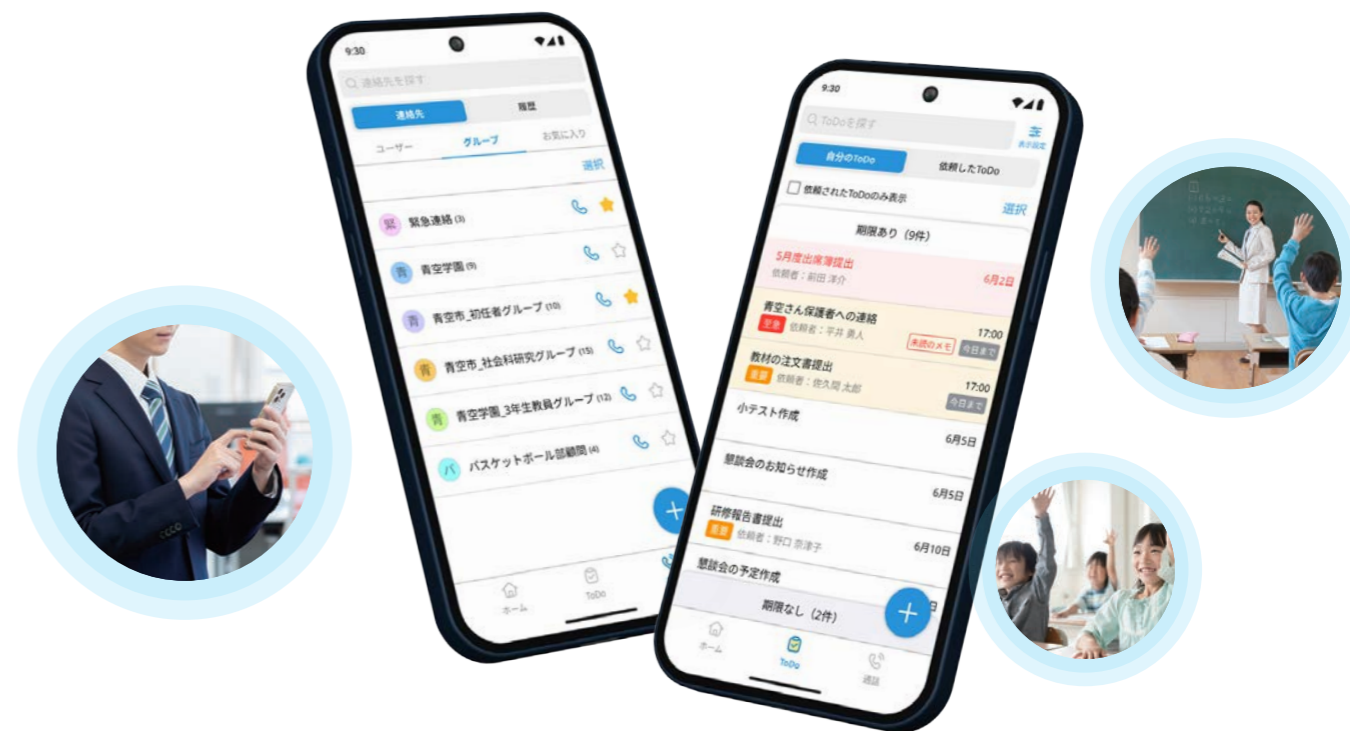 9:30
連絡先を探す
連絡先
履歴
ユーザー
グループ
お気に入り
選択
緊
緊急連絡 (3)
青
青空学園 (9)
青
青空市_初任者グループ (10)
青
青空市_社会科研究グループ (15)
青
青空学園_3年生教員グループ (12)
バ
バスケットボール部顧問 (4)
ホーム
ToDo
9:30
ToDoを探す
表示設定
自分のToDo
依頼したToDo
依頼されたToDoのみ表示
選択
期限あり（9件）
5月度出席簿提出
6月2日
依頼者：前田 洋介
青空さん保護者への連絡
17:00
至急 依頼者：平井 勇人
未読のメモ
今日まで
教材の注文書提出
17:00
重要 依頼者：佐久間 太郎
今日まで
小テスト作成
6月5日
懇談会のお知らせ作成
6月5日
研修報告書提出
6月10日
重要 依頼者：野口 奈津子
懇談会の予定作成
日
期限なし（2件）
ホーム
ToDo
通話